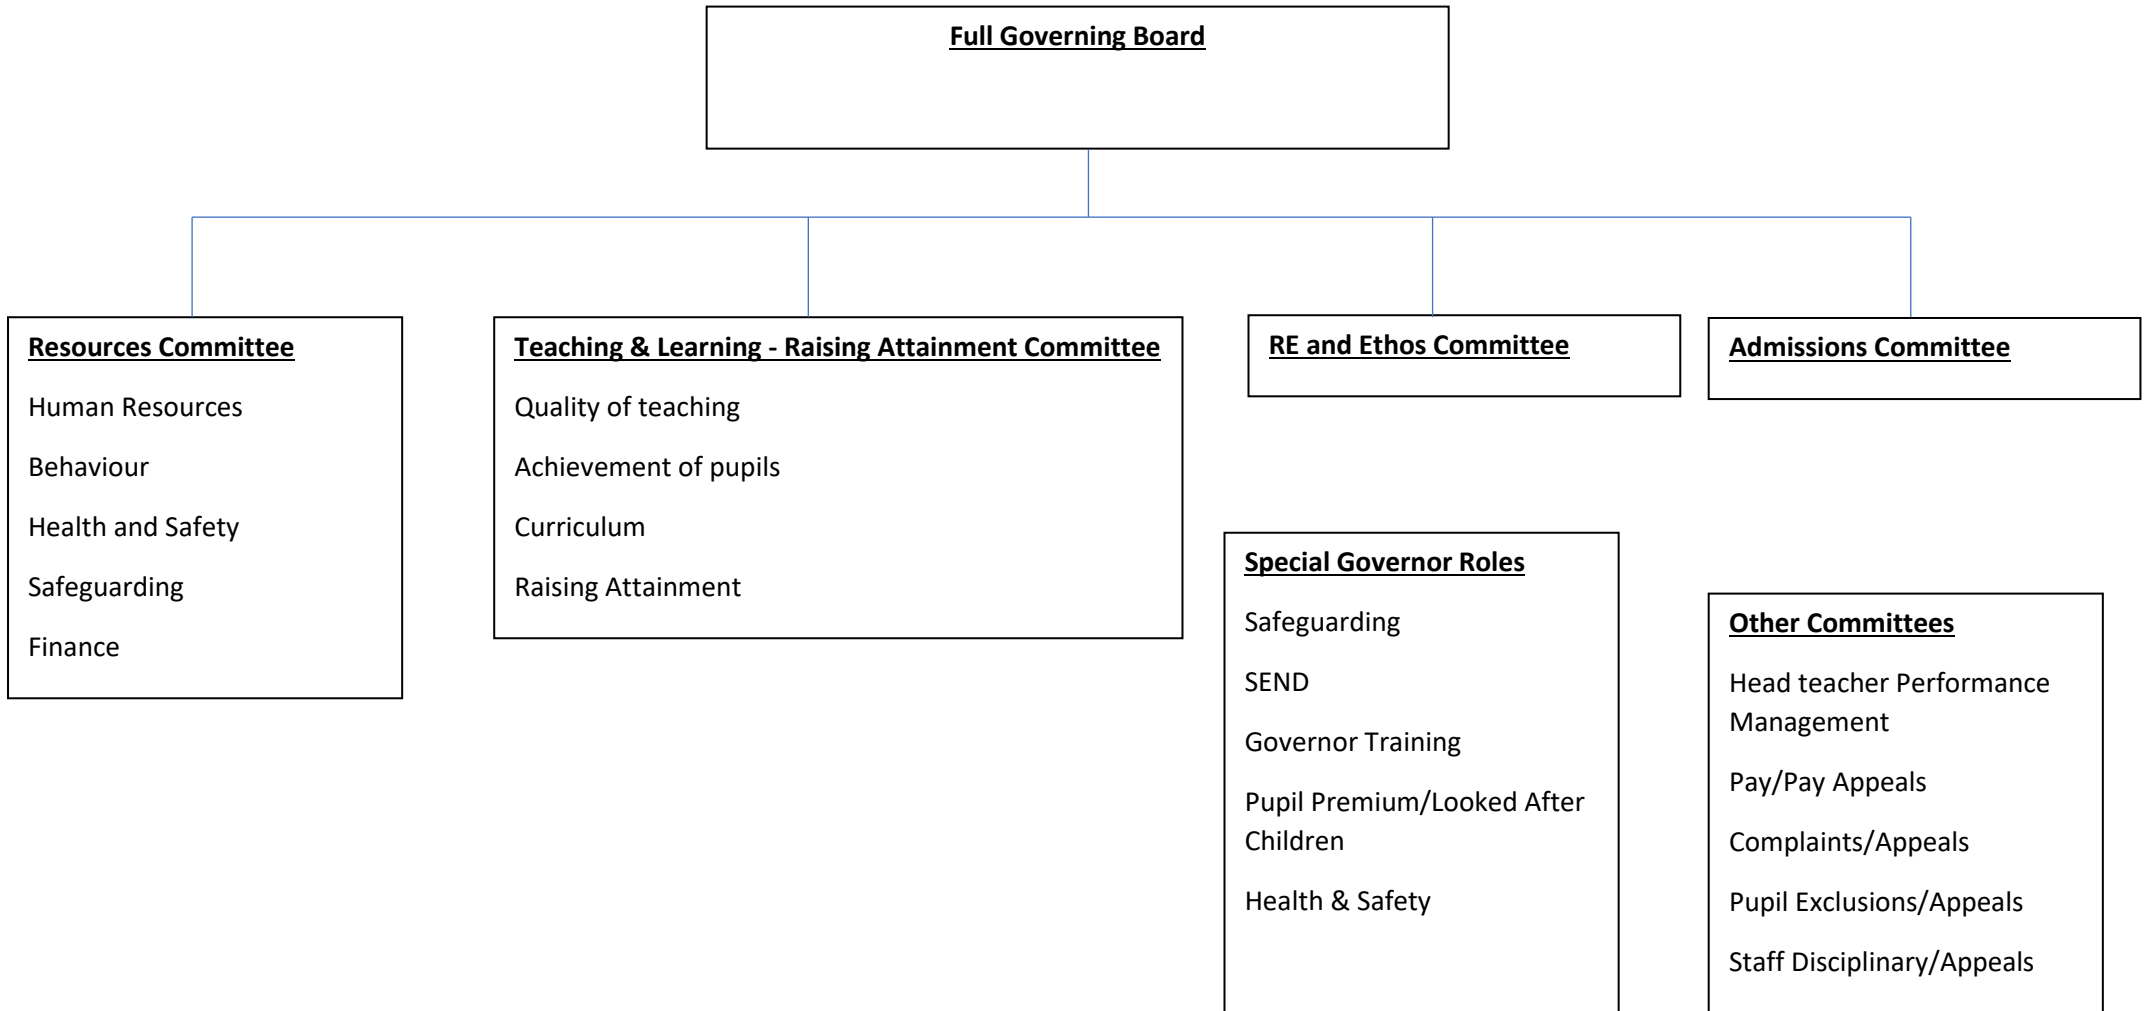 Full Governing Board
Resources Committee
Human Resources
Behaviour
Health and Safety
Safeguarding
Finance
Teaching & Learning - Raising Attainment Committee
Quality of teaching
Achievement of pupils
Curriculum
Raising Attainment
RE and Ethos Committee
Admissions Committee
Special Governor Roles
Safeguarding
SEND
Governor Training
Pupil Premium/Looked After
Children
Health & Safety
Other Committees
Head teacher Performance
Management
Pay/Pay Appeals
Complaints/Appeals
Pupil Exclusions/Appeals
Staff Disciplinary/Appeals